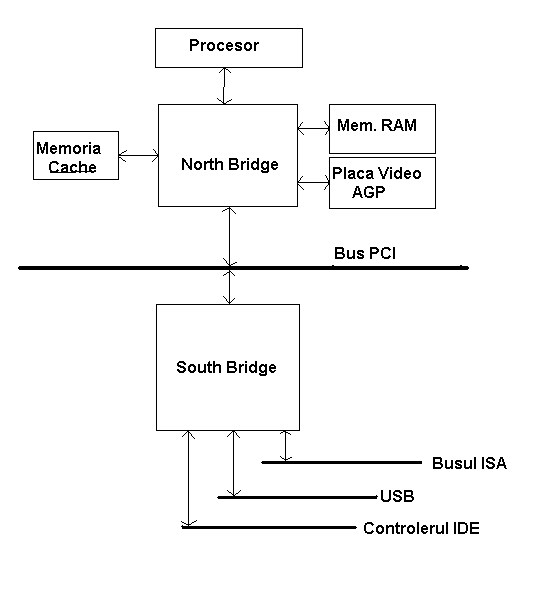 Procesor
Mem. RAM
Memoria
Cache
North Bridge
Placa Video
AGP
Bus PCI
South Bridge
Busul ISA
USB
Controlerul IDE